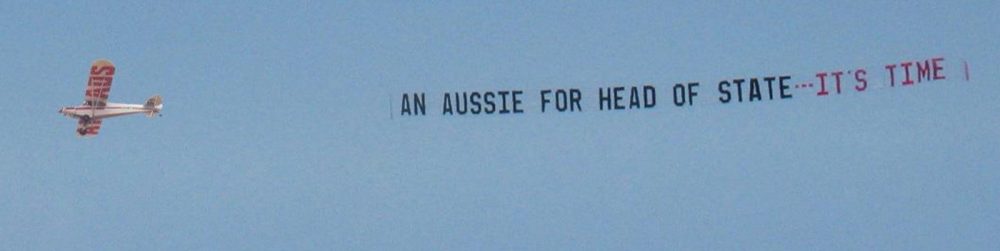 AN AUSSIE FOR HEAD OF STATE...IT'S TIME